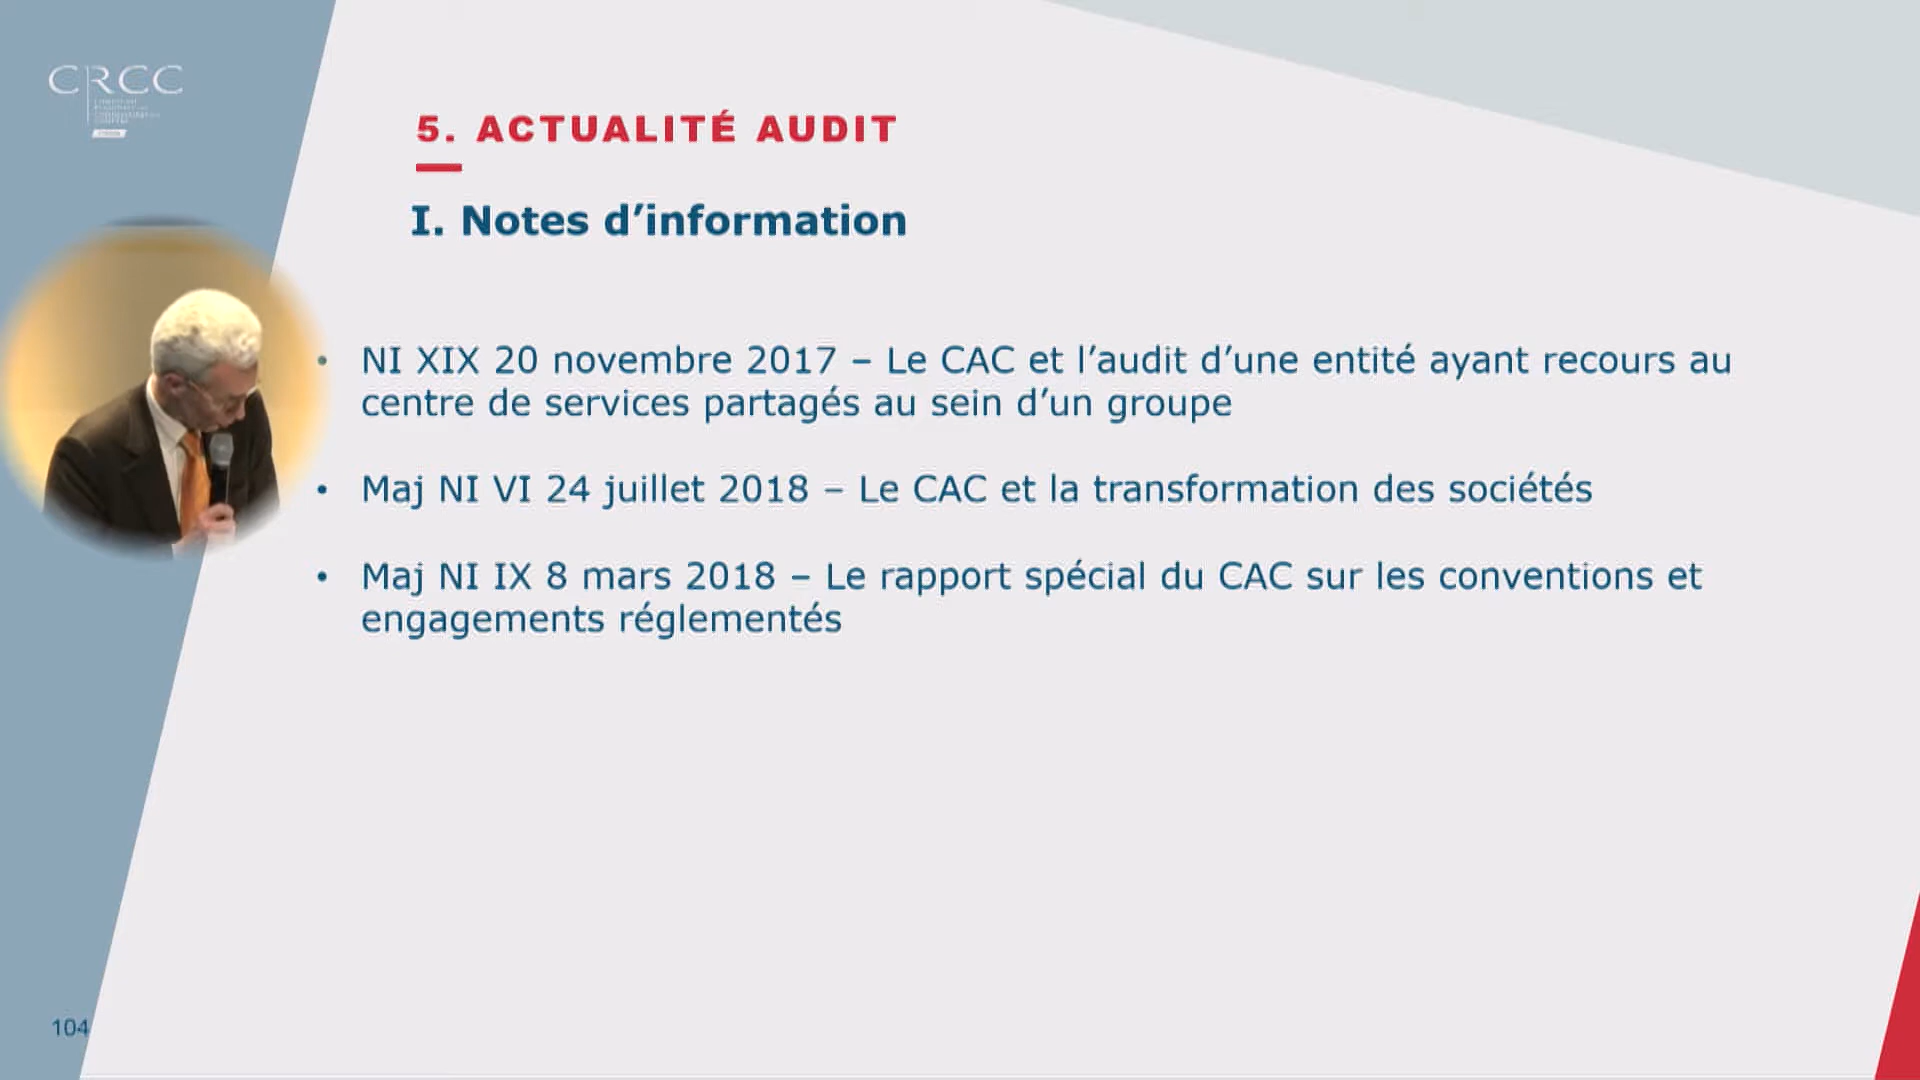 CRCC
5. ACTUALITÉ AUDIT
I. Notes d’information
• NI XIX 20 novembre 2017 – Le CAC et l’audit d’une entité ayant recours au
centre de services partagés au sein d’un groupe
• Maj NI VI 24 juillet 2018 – Le CAC et la transformation des sociétés
• Maj NI IX 8 mars 2018 – Le rapport spécial du CAC sur les conventions et
engagements réglementés
104